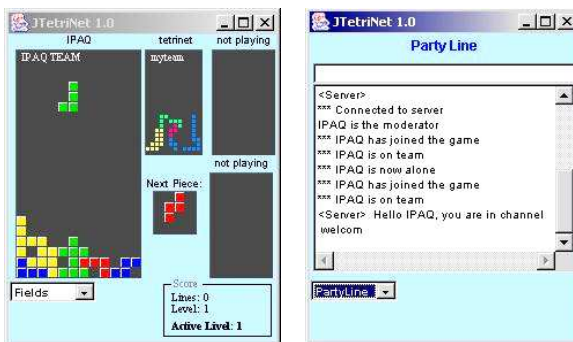 JTetriNet 1.0
IPAQ tetrinet not playing
IPAQ TEAM
myteam
not playing
Next Piece:
Fields
Score
Lines: 0
Level: 1
Active Livel: 1
JTetriNet 1.0
Party Line
<Server>
*** Connected to server
IPAQ is the moderator
*** IPAQ has joined the game
*** IPAQ is on team
*** IPAQ is now alone
*** IPAQ has joined the game
*** IPAQ is on team
<Server> Hello IPAQ, you are in channel
welcom
PartyLine